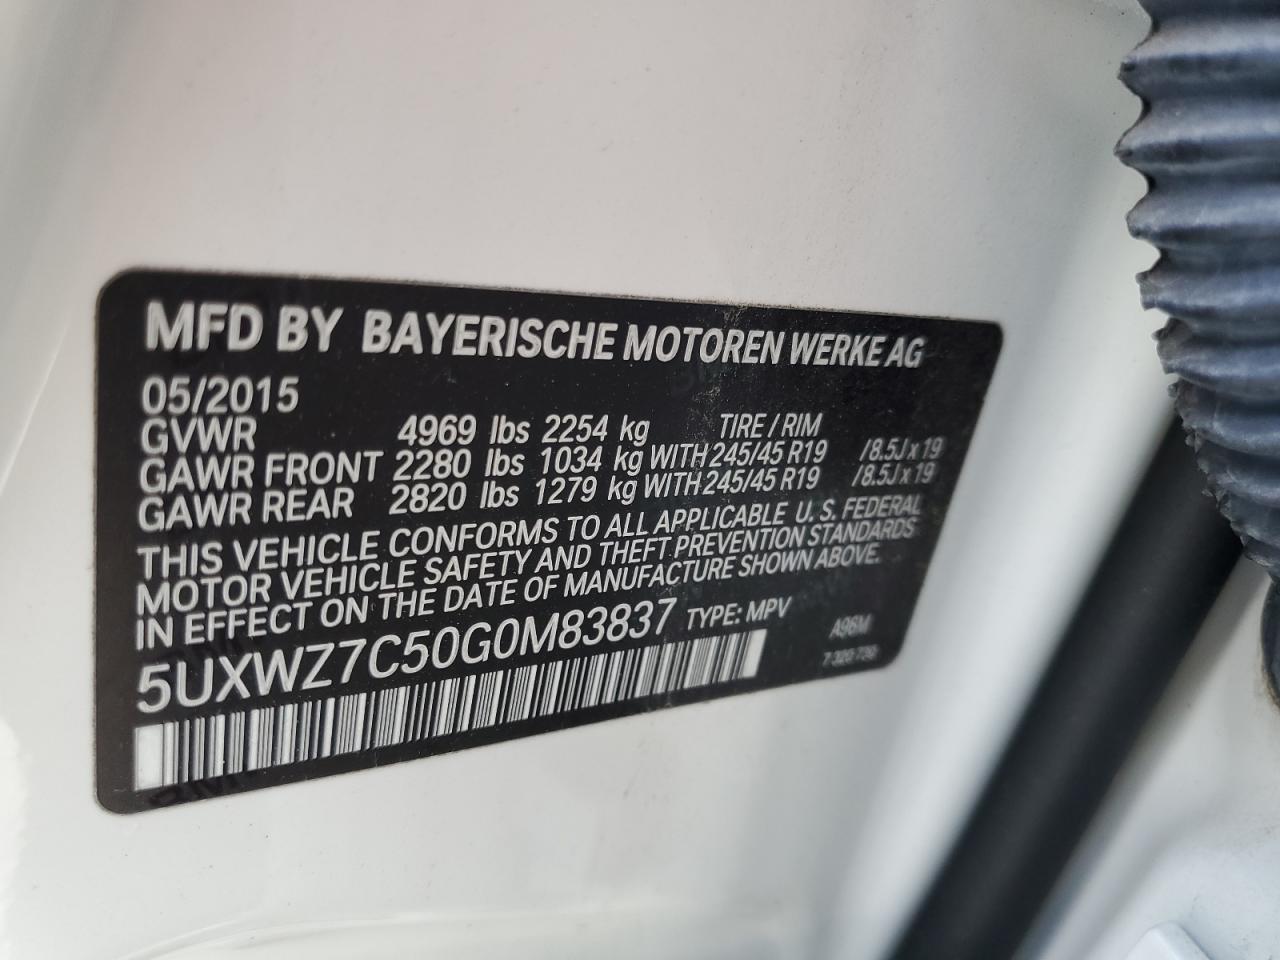 MFD BY BAYERISCHE MOTOREN WERKE AG
05/2015
GVWR 4969 lbs 2254 kg TIRE / RIM
GAWR FRONT 2280 lbs 1034 kg WITH 245/45 R19 /8.5J x 19
GAWR REAR 2820 lbs 1279 kg WITH 245/45 R19 /8.5J x 19
THIS VEHICLE CONFORMS TO ALL APPLICABLE U. S. FEDERAL
MOTOR VEHICLE SAFETY AND THEFT PREVENTION STANDARDS
IN EFFECT ON THE DATE OF MANUFACTURE SHOWN ABOVE.
5UXWZ7C50G0M83837 TYPE: MPV A96M
7 320 730